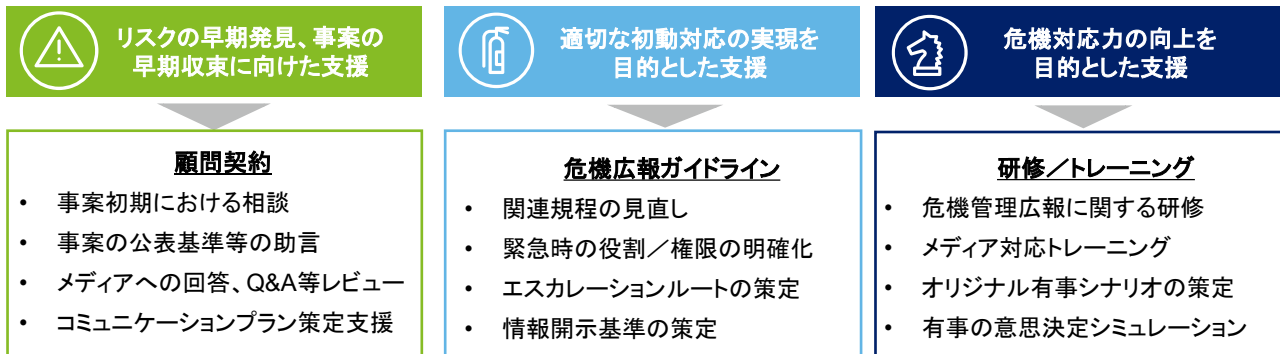 リスクの早期発見、事案の
早期収束に向けた支援
顧問契約
• 事案初期における相談
• 事案の公表基準等の助言
• メディアへの回答、Q&A等レビュー
• コミュニケーションプラン策定支援
適切な初動対応の実現を
目的とした支援
危機広報ガイドライン
• 関連規程の見直し
• 緊急時の役割／権限の明確化
• エスカレーションルートの策定
• 情報開示基準の策定
危機対応力の向上を
目的とした支援
研修／トレーニング
• 危機管理広報に関する研修
• メディア対応トレーニング
• オリジナル有事シナリオの策定
• 有事の意思決定シミュレーション